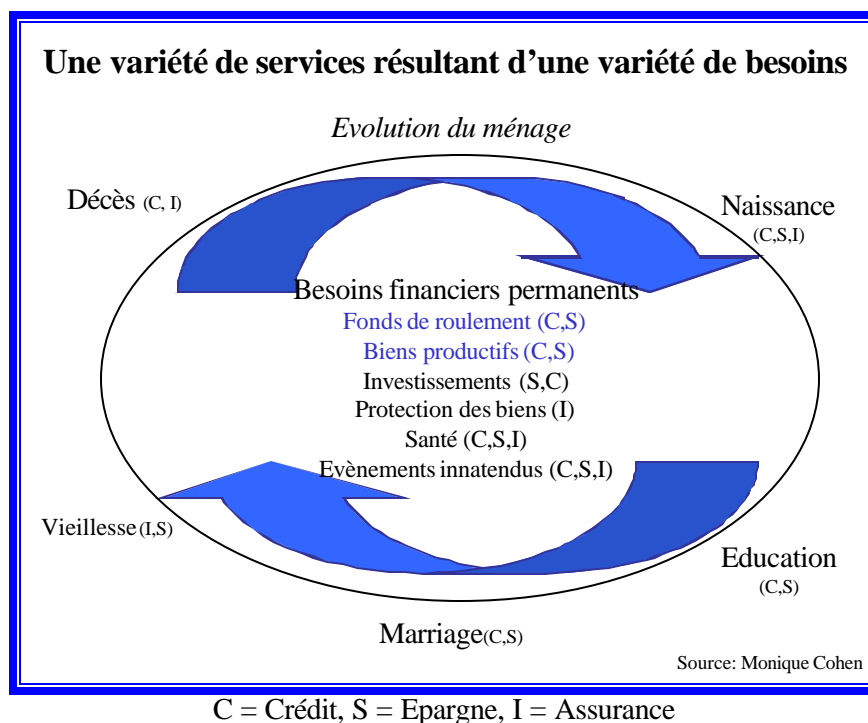 Une variété de services résultant d'une variété de besoins
Evolution du ménage
Décès (C, I)
Naissance
(C,S,I)
Besoins financiers permanents
Fonds de roulement (C,S)
Biens productifs (C,S)
Investissements (S,C)
Protection des biens (I)
Santé (C,S,I)
Evènements innatendus (C,S,I)
Vieillesse (I,S)
Education
(C,S)
Marriage (C,S)
Source: Monique Cohen
C = Crédit, S = Epargne, I = Assurance